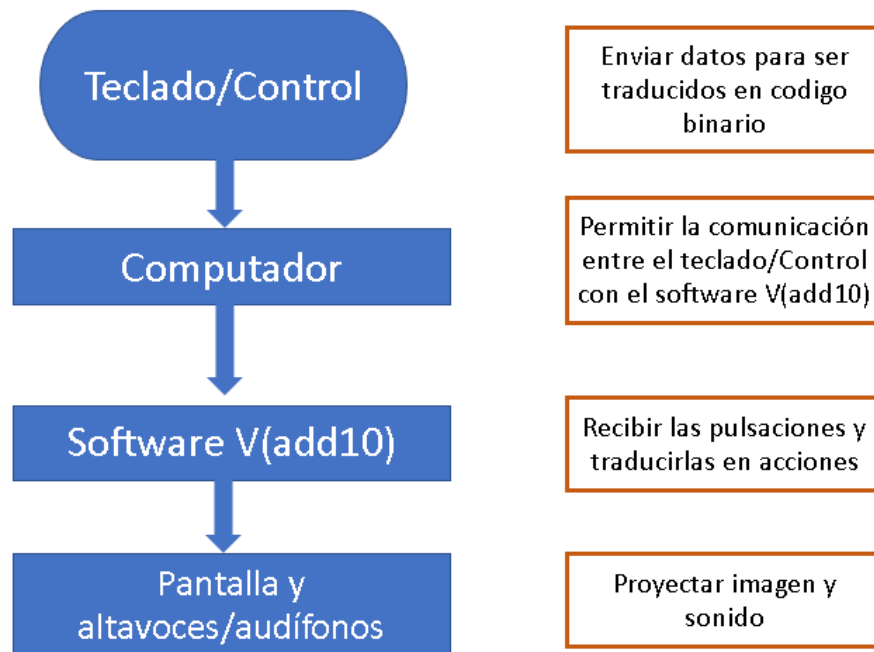 Teclado/Control
Enviar datos para ser
traducidos en codigo
binario
Computador
Permitir la comunicación
entre el teclado/Control
con el software V(add10)
Software V(add10)
Recibir las pulsaciones y
traducirlas en acciones
Pantalla y
altavoces/audífonos
Proyectar imagen y
sonido